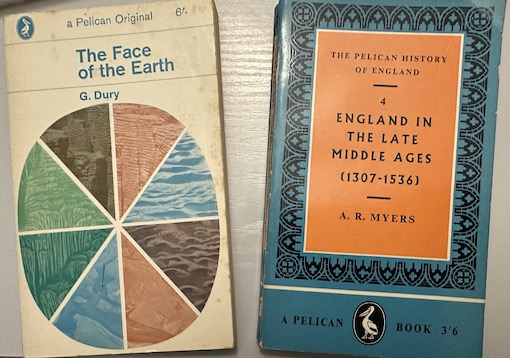 a Pelican Original 6/-
The Face
of the Earth
G. Dury
THE PELICAN HISTORY
OF ENGLAND
4
ENGLAND IN
THE LATE
MIDDLE AGES
(1307-1536)
A. R. MYERS
A PELICAN BOOK 3'6